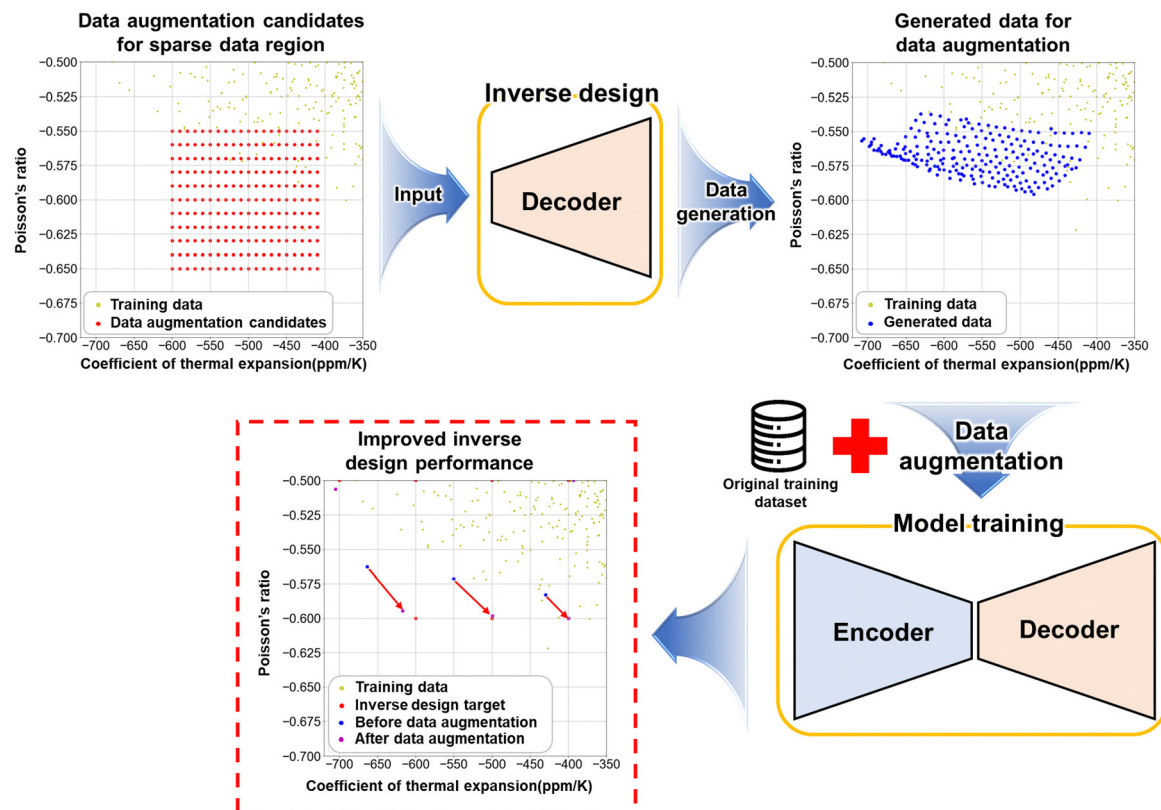 Data augmentation candidates
for sparse data region
−0.500
−0.525
−0.550
−0.575
−0.600
−0.625
−0.650
−0.675
−0.700
Poisson's ratio
Training data
Data augmentation candidates
−700 −650 −600 −550 −500 −450 −400 −350
Coefficient of thermal expansion(ppm/K)
Input
Inverse design
Decoder
Data
generation
Generated data for
data augmentation
−0.500
−0.525
−0.550
−0.575
−0.600
−0.625
−0.650
−0.675
−0.700
Poisson's ratio
Training data
Generated data
−700 −650 −600 −550 −500 −450 −400 −350
Coefficient of thermal expansion(ppm/K)
Original training
dataset
Data
augmentation
Model training
Encoder
Decoder
Improved inverse
design performance
−0.500
−0.525
−0.550
−0.575
−0.600
−0.625
−0.650
−0.675
−0.700
Poisson's ratio
Training data
Inverse design target
Before data augmentation
After data augmentation
−700 −650 −600 −550 −500 −450 −400 −350
Coefficient of thermal expansion(ppm/K)